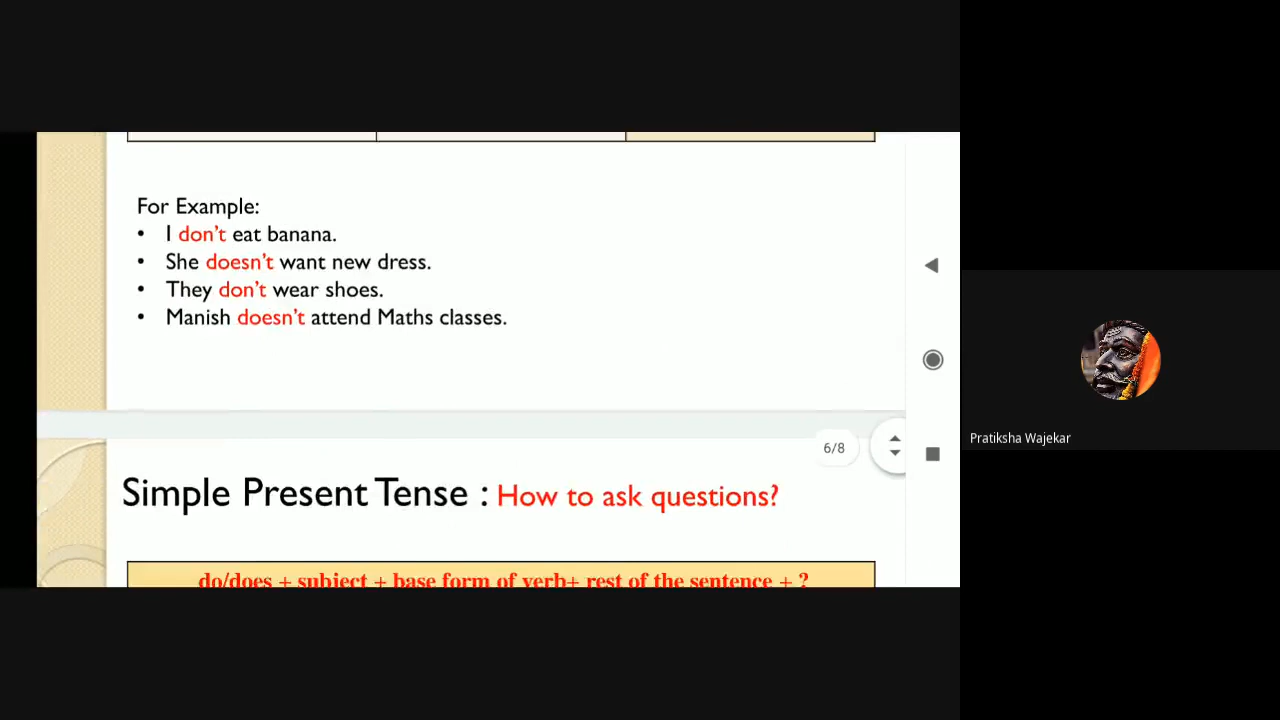 For Example:
• I don't eat banana.
• She doesn't want new dress.
• They don't wear shoes.
• Manish doesn't attend Maths classes.
6/8
Simple Present Tense : How to ask questions?
do/does + subject + base form of verb+ rest of the sentence + ?
Pratiksha Wajekar